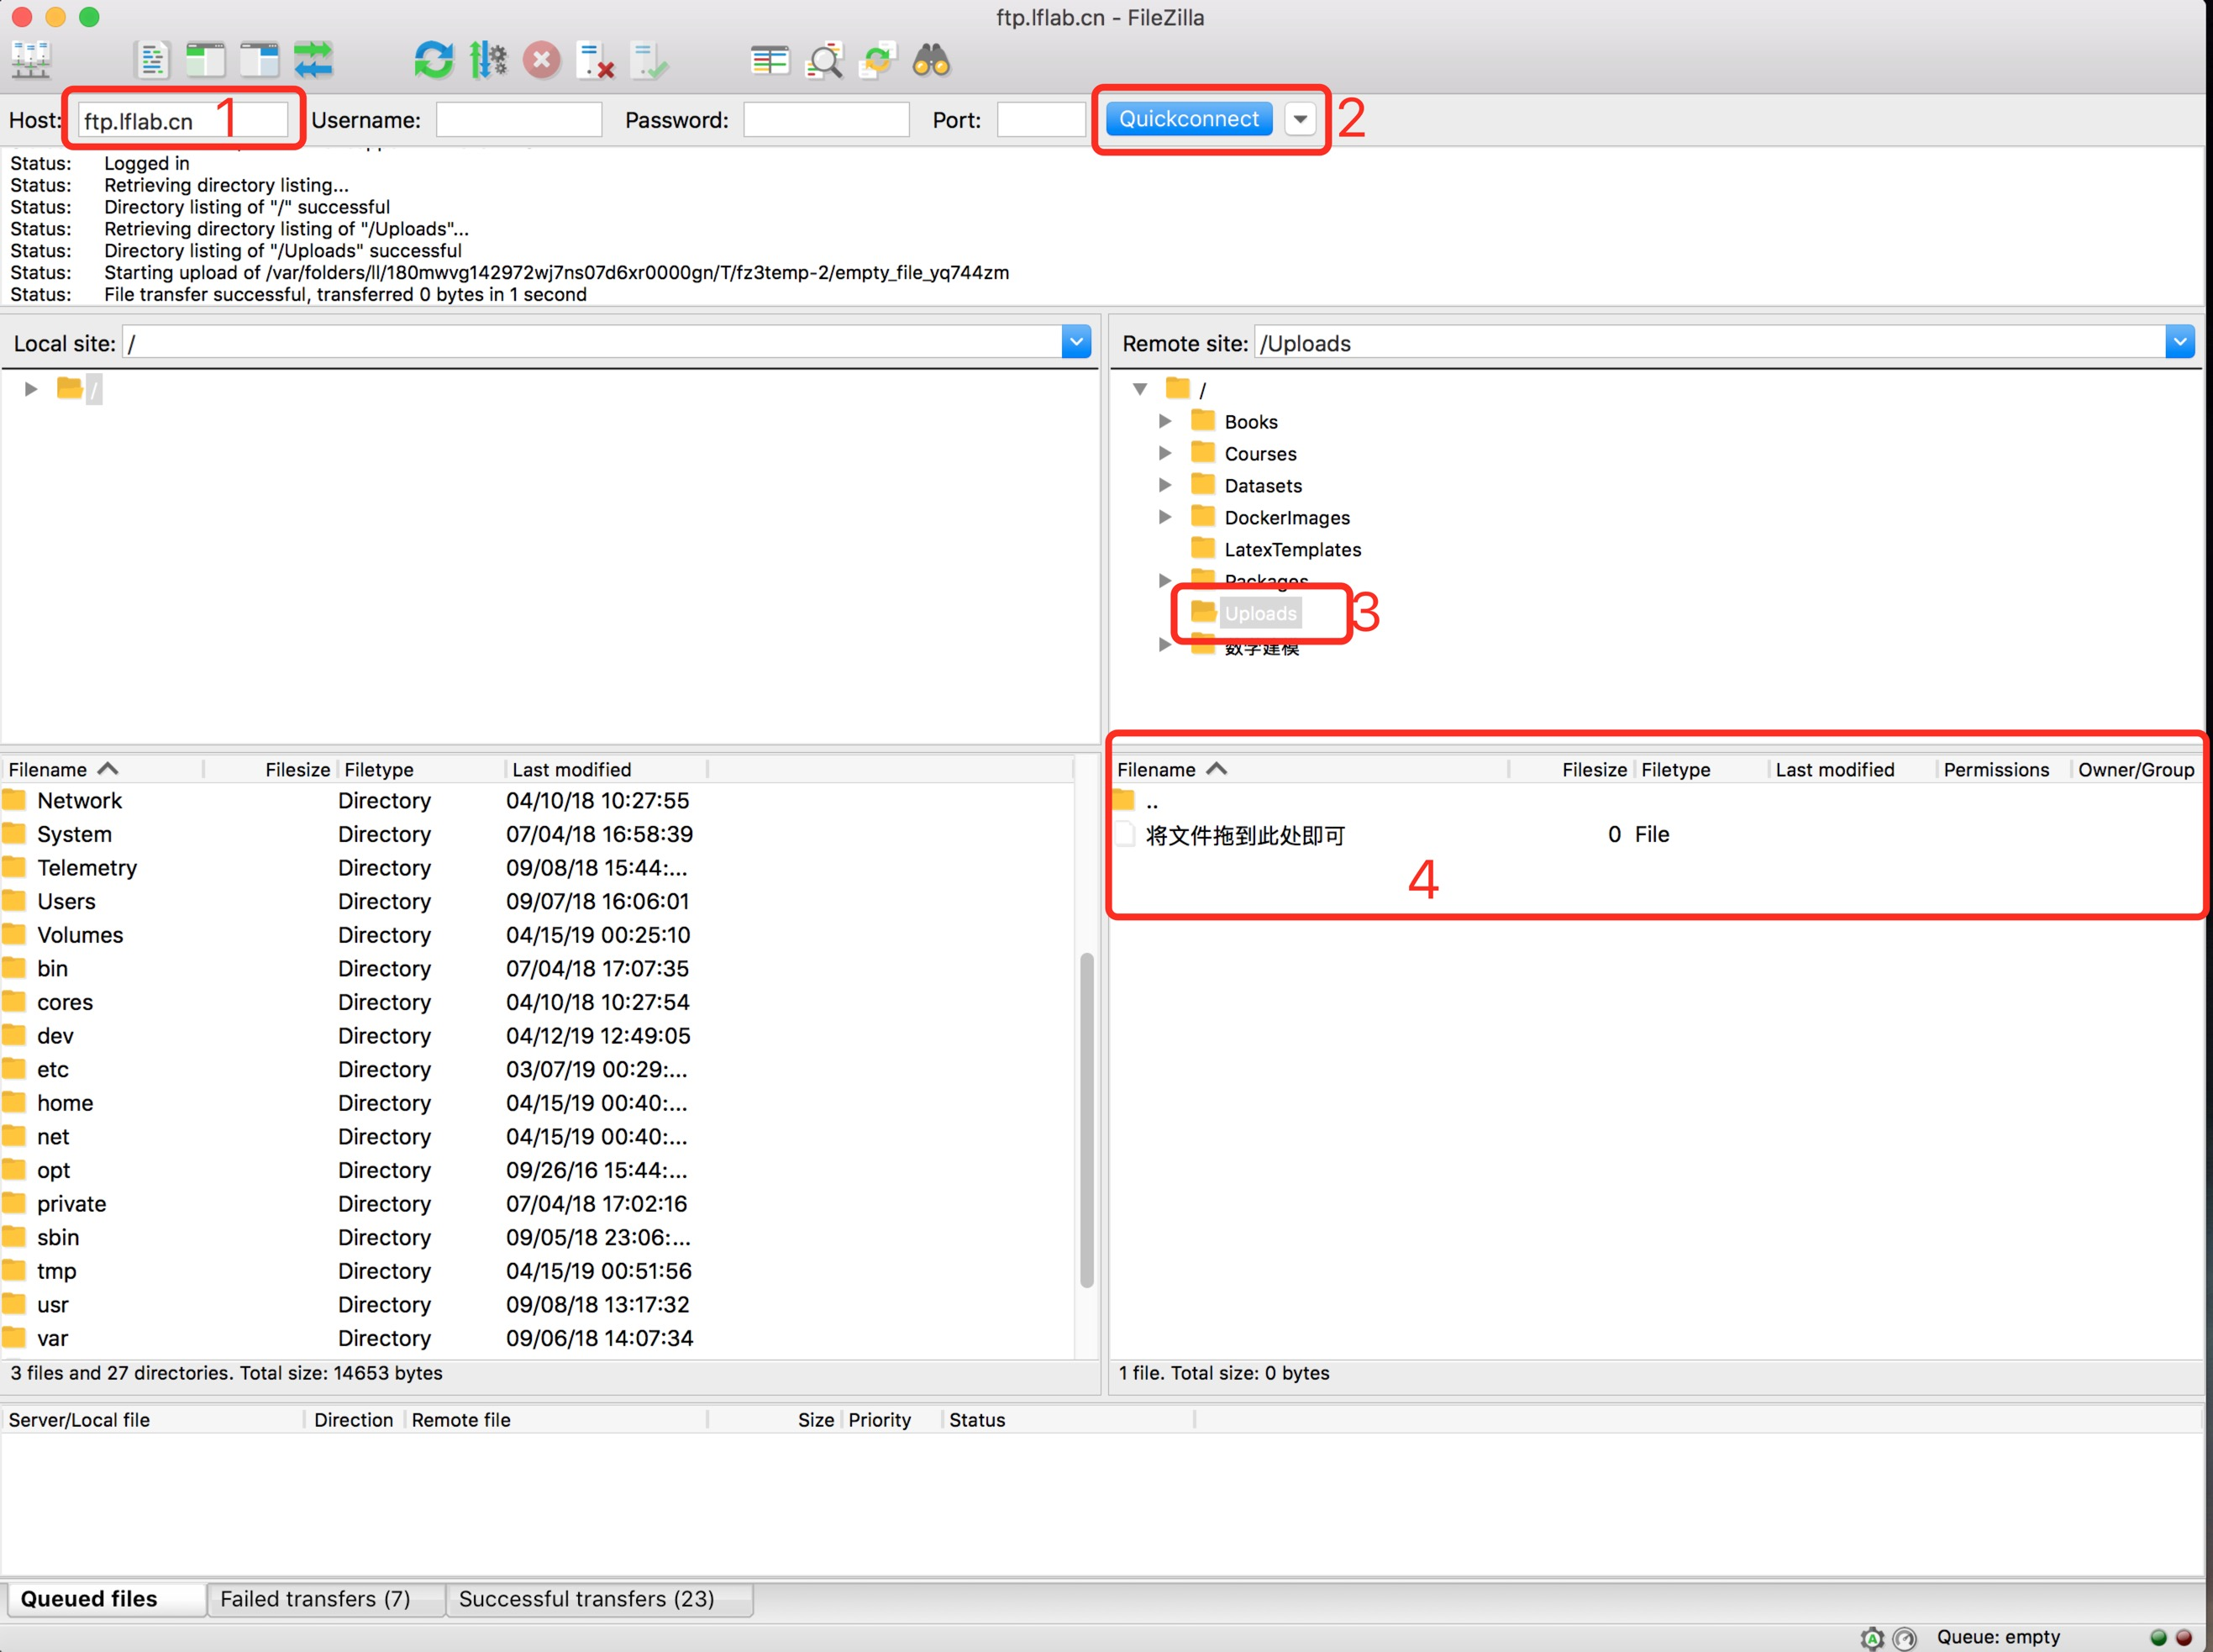 ftp.lflab.cn - FileZilla
Host: ftp.lflab.cn 1 Username: Password: Port: Quickconnect 2
Status: Logged in
Status: Retrieving directory listing...
Status: Directory listing of "/" successful
Status: Retrieving directory listing of "/Uploads"...
Status: Directory listing of "/Uploads" successful
Status: Starting upload of /var/folders/ll/180mwvg142972wj7ns07d6xr0000gn/T/fz3temp-2/empty_file_yq744zm
Status: File transfer successful, transferred 0 bytes in 1 second
Local site: /
/
Remote site: /Uploads
/
Books
Courses
Datasets
DockerImages
LatexTemplates
Packages
Uploads 3
数学建模
Filename Filesize Filetype Last modified
Network Directory 04/10/18 10:27:55
System Directory 07/04/18 16:58:39
Telemetry Directory 09/08/18 15:44:...
Users Directory 09/07/18 16:06:01
Volumes Directory 04/15/19 00:25:10
bin Directory 07/04/18 17:07:35
cores Directory 04/10/18 10:27:54
dev Directory 04/12/19 12:49:05
etc Directory 03/07/19 00:29:...
home Directory 04/15/19 00:40:...
net Directory 04/15/19 00:40:...
opt Directory 09/26/16 15:44:...
private Directory 07/04/18 17:02:16
sbin Directory 09/05/18 23:06:...
tmp Directory 04/15/19 00:51:56
usr Directory 09/08/18 13:17:32
var Directory 09/06/18 14:07:34
3 files and 27 directories. Total size: 14653 bytes
Filename Filesize Filetype Last modified Permissions Owner/Group
..
将文件拖到此处即可 0 File
4
1 file. Total size: 0 bytes
Server/Local file Direction Remote file Size Priority Status
Queued files Failed transfers (7) Successful transfers (23)
Queue: empty